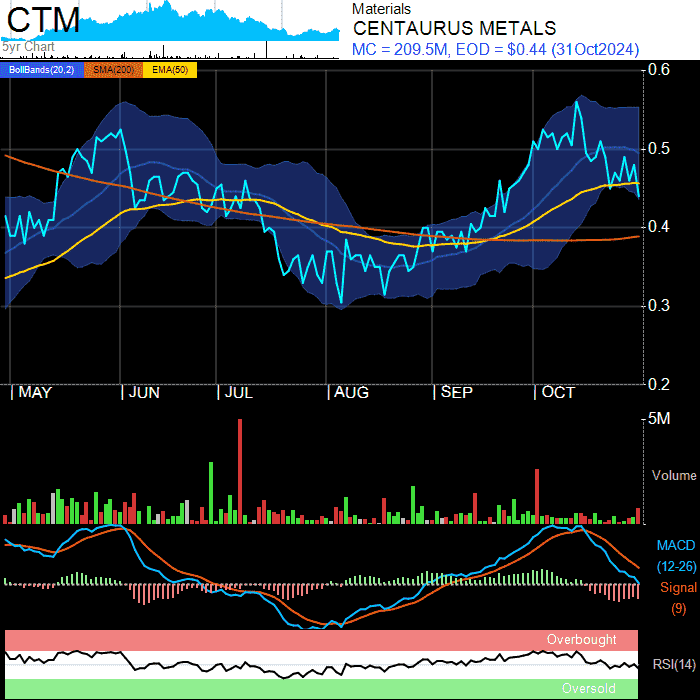 CTM
5yr Chart
Materials
CENTAURUS METALS
MC = 209.5M, EOD = $0.44 (31Oct2024)
BollBands(20,2) SMA(200) EMA(50)
0.6
0.5
0.4
0.3
0.2
MAY JUN JUL AUG SEP OCT
5M
Volume
MACD
(12-26)
Signal
(9)
Overbought
RSI(14)
Oversold